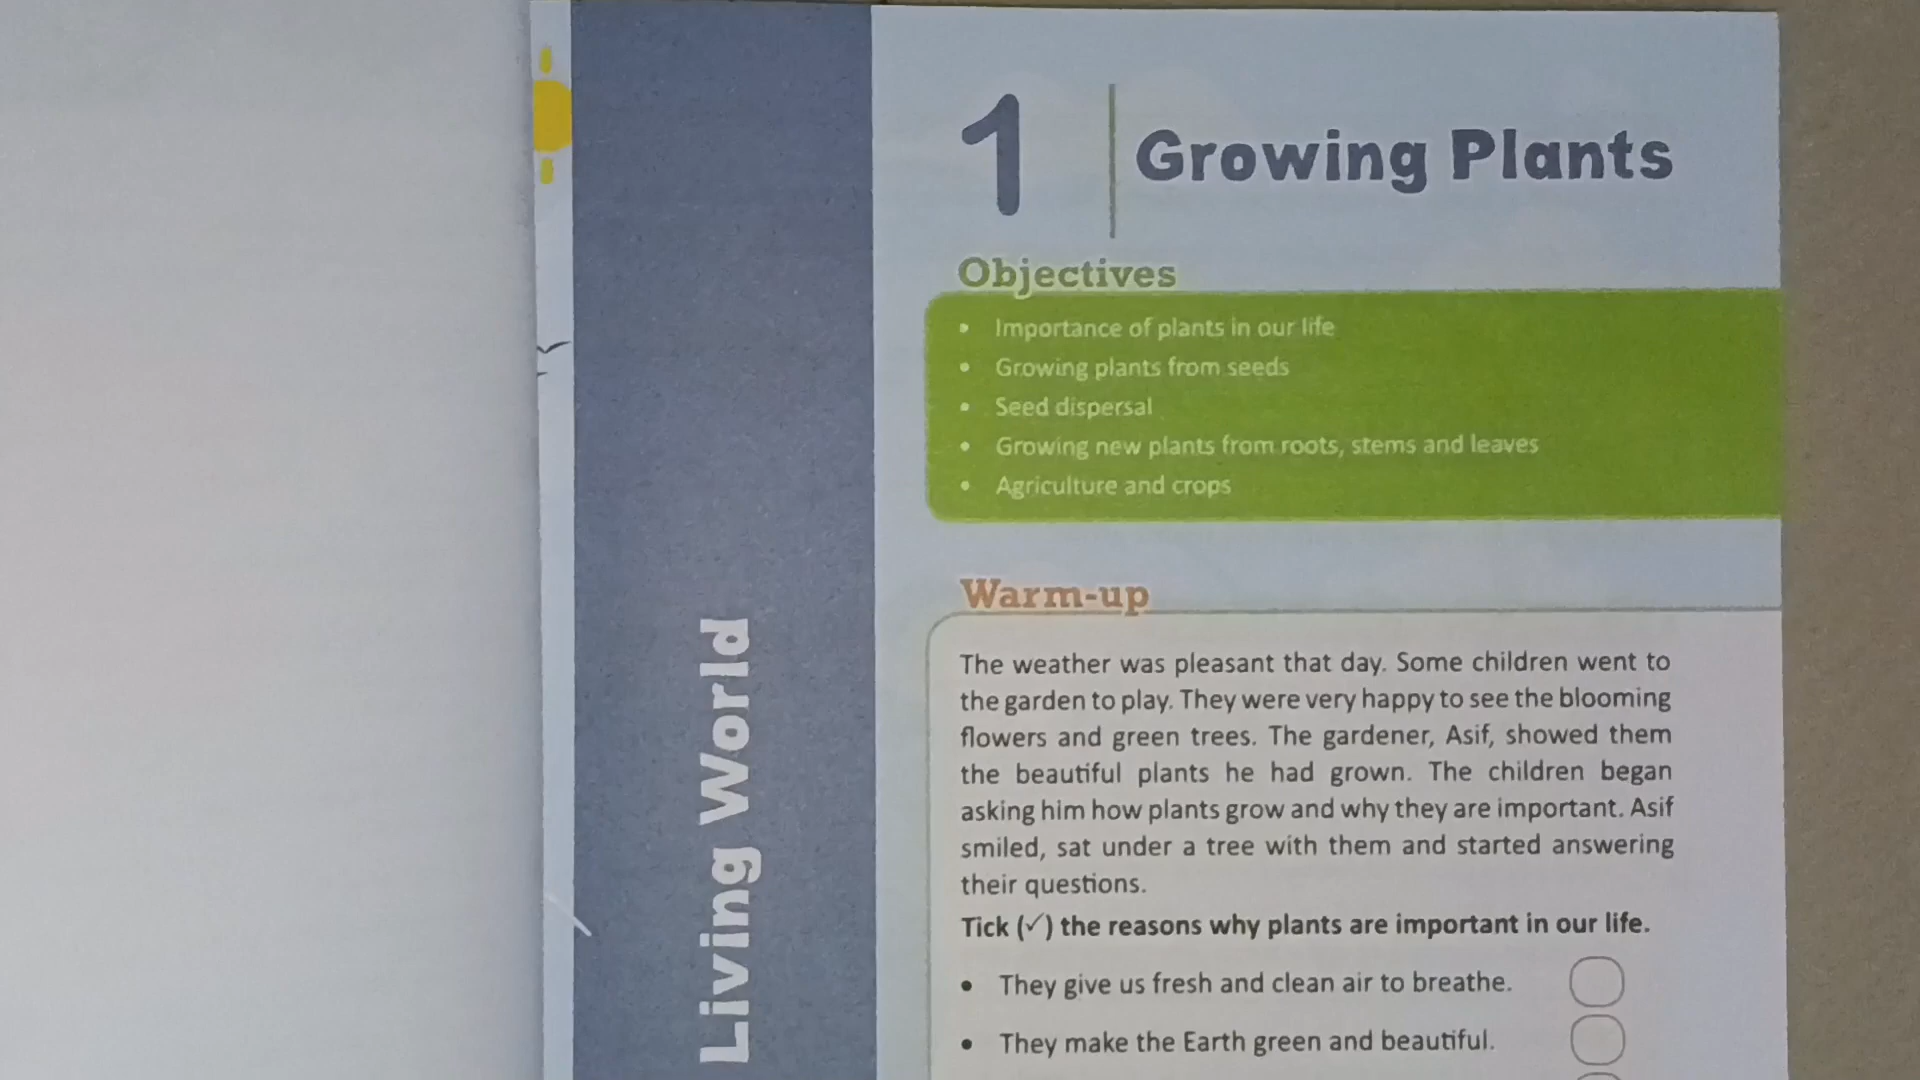 1
Growing Plants
Objectives
• Importance of plants in our life
• Growing plants from seeds
• Seed dispersal
• Growing new plants from roots, stems and leaves
• Agriculture and crops
Warm-up
The weather was pleasant that day. Some children went to
the garden to play. They were very happy to see the blooming
flowers and green trees. The gardener, Asif, showed them
the beautiful plants he had grown. The children began
asking him how plants grow and why they are important. Asif
smiled, sat under a tree with them and started answering
their questions.
Tick (✓) the reasons why plants are important in our life.
• They give us fresh and clean air to breathe.
• They make the Earth green and beautiful.
Living World